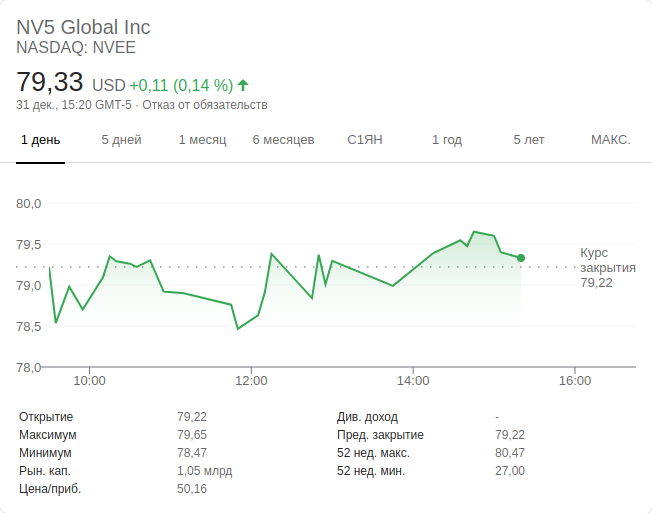 NV5 Global Inc
NASDAQ: NVEE
79,33 USD +0,11 (0,14 %)
31 дек., 15:20 GMT-5 · Отказ от обязательств
1 день 5 дней 1 месяц 6 месяцев С1ЯН 1 год 5 лет МАКС.
80,0
79,5
79,0
78,5
78,0
Курс
закрытия
79,22
10:00 12:00 14:00 16:00
Открытие 79,22
Максимум 79,65
Минимум 78,47
Рын. кап. 1,05 млрд
Цена/приб. 50,16
Див. доход -
Пред. закрытие 79,22
52 нед. макс. 80,47
52 нед. мин. 27,00